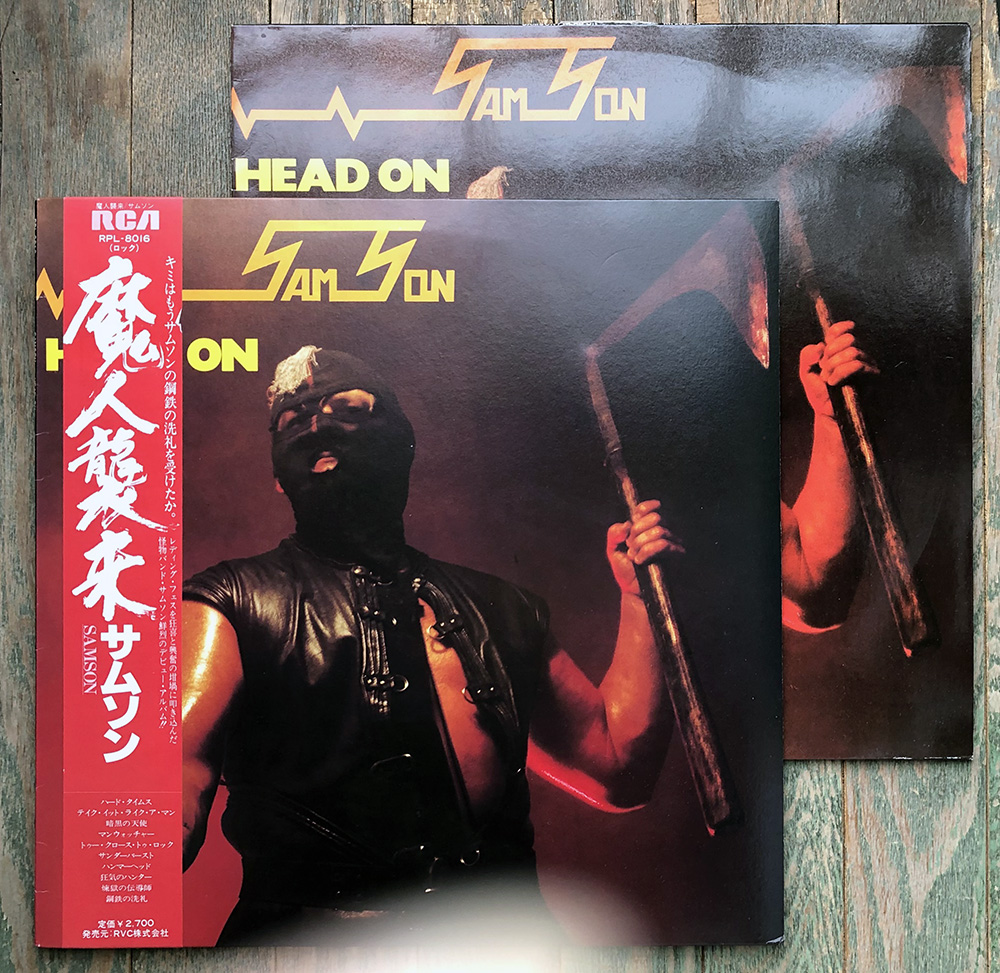 SAMSON
HEAD ON
SAMSON
H ON
魔人襲来/サムソン
RCA
RPL-8016
(ロック)
キミはもうサムソンの鋼鉄の洗礼を受けたか。
レディング・フェスを狂喜と興奮の坩堝に叩き込んだ
怪物バンド・サムソン鮮烈のデビュー・アルバム!!
魔人襲来
サムソン
SAMSON
ハード・タイムス
テイク・イット・ライク・ア・マン
暗黒の天使
マンウォッチャー
トゥー・クロース・トゥ・ロック
サンダーバースト
ハンマーヘッド
狂気のハンター
煉獄の伝導師
鋼鉄の洗礼
定価¥2,700
発売元:RVC株式会社